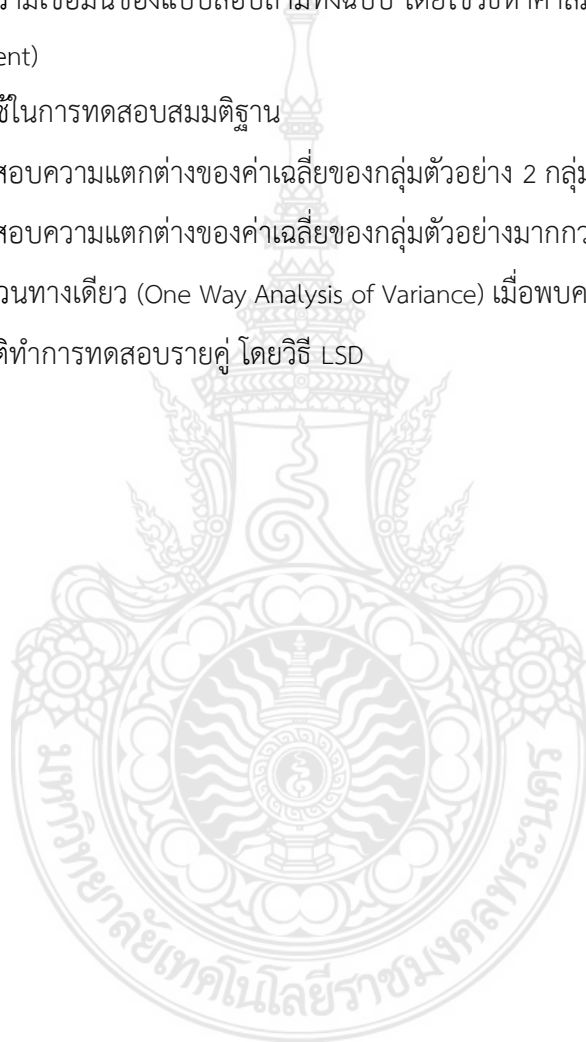 วามเชื่อมั่นของแบบสอบถามทั้งฉบับ โดยใช้วิธีหาค่าสัม
ent)
ช้ในการทดสอบสมมติฐาน
สอบความแตกต่างของค่าเฉลี่ยของกลุ่มตัวอย่าง 2 กลุ่ม
สอบความแตกต่างของค่าเฉลี่ยของกลุ่มตัวอย่างมากกว
วนทางเดียว (One Way Analysis of Variance) เมื่อพบค
ติทำการทดสอบรายคู่ โดยวิธี LSD
มหาวิทยาลัยเทคโนโลยีราชมงคลพระนคร